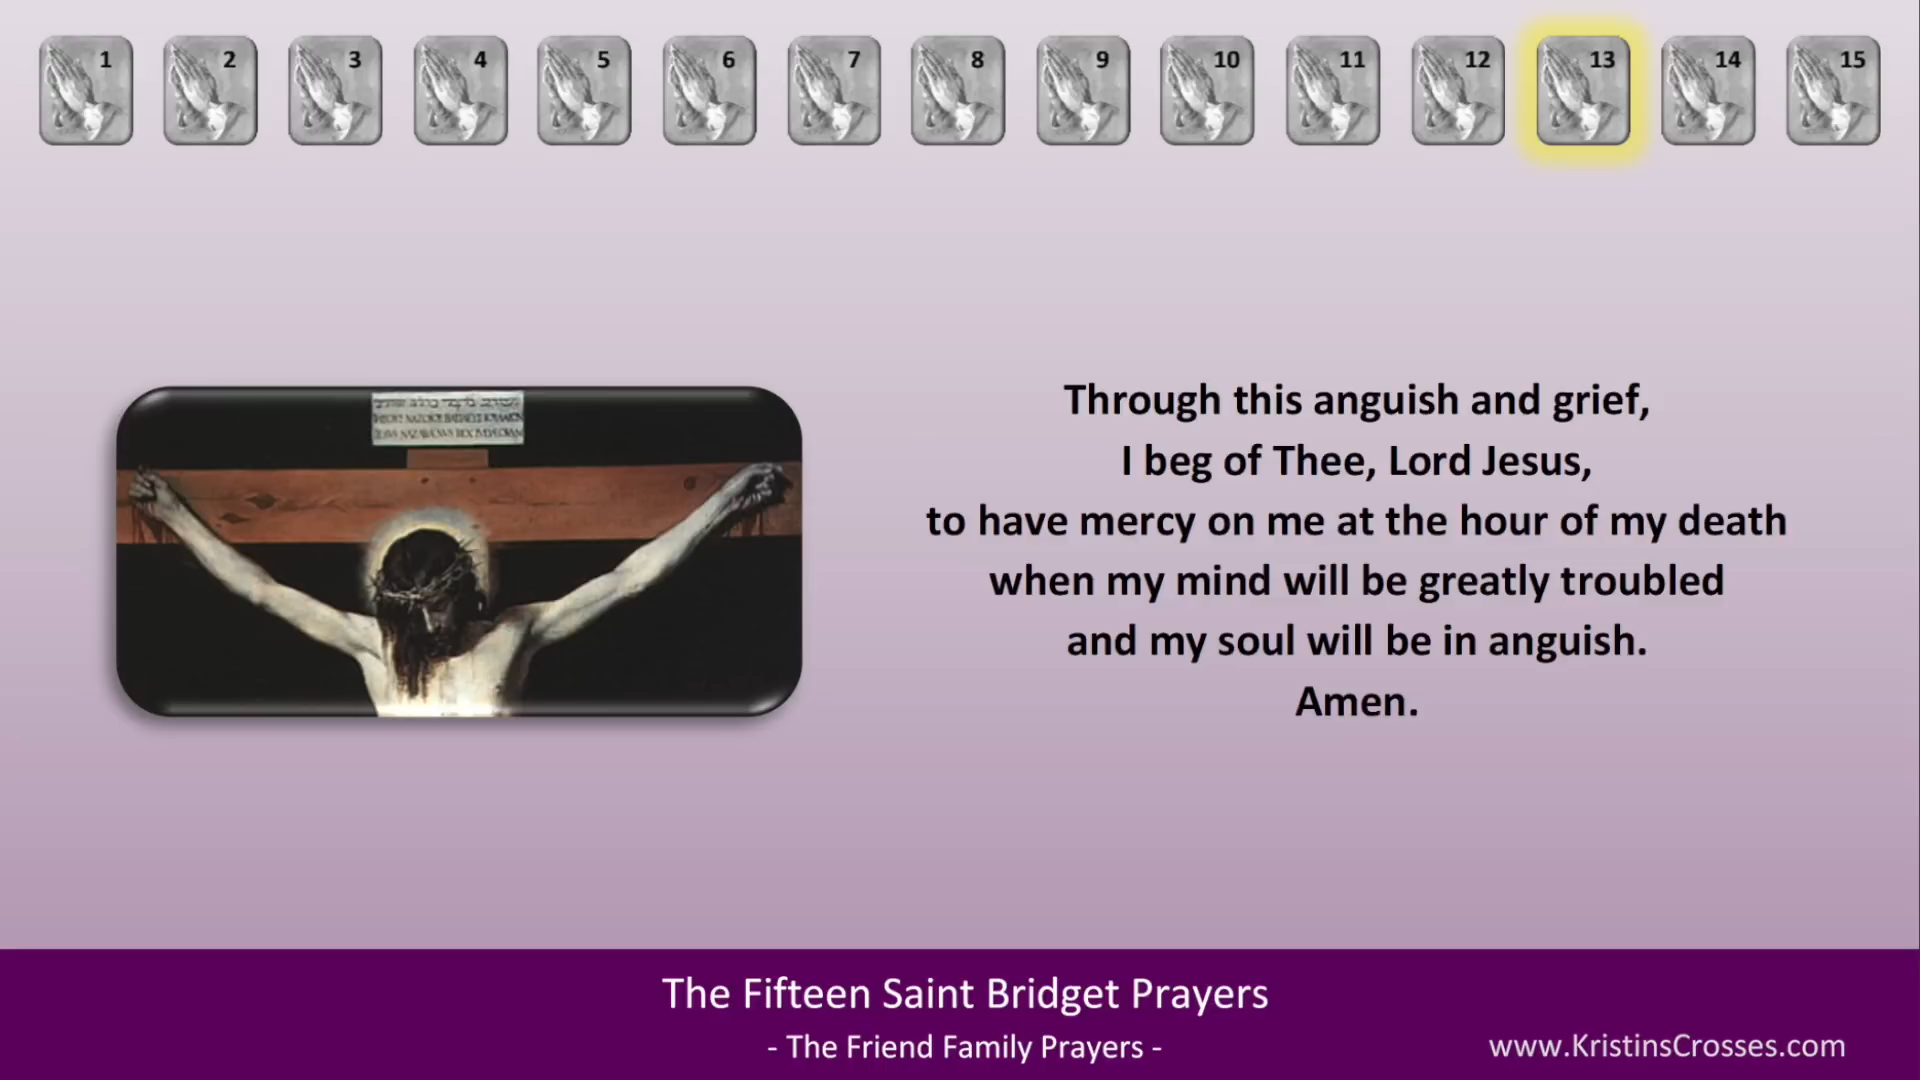 1 2 3 4 5 6 7 8 9 10 11 12 13 14 15
Through this anguish and grief,
I beg of Thee, Lord Jesus,
to have mercy on me at the hour of my death
when my mind will be greatly troubled
and my soul will be in anguish.
Amen.
The Fifteen Saint Bridget Prayers
- The Friend Family Prayers -
www.KristinsCrosses.com